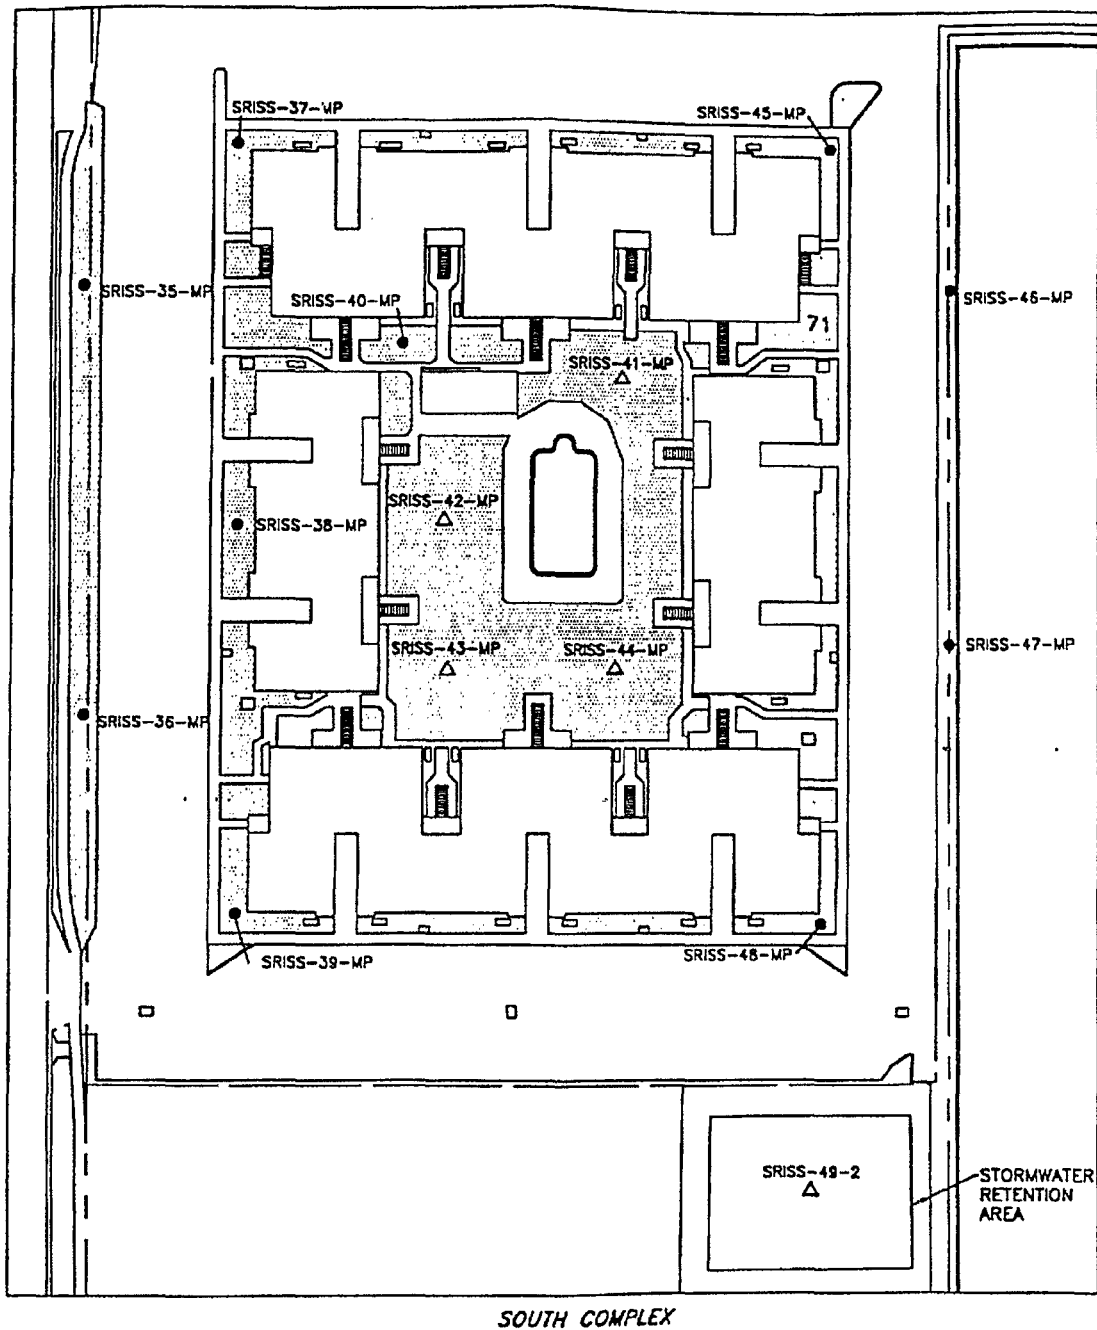 SRISS-37-MP
SRISS-45-MP
SRISS-35-MP
SRISS-40-MP
SRISS-46-MP
71
SRISS-41-MP
SRISS-42-MP
SRISS-38-MP
SRISS-43-MP
SRISS-44-MP
SRISS-47-MP
SRISS-36-MP
SRISS-39-MP
SRISS-48-MP
SRISS-49-2
STORMWATER
RETENTION
AREA
SOUTH COMPLEX